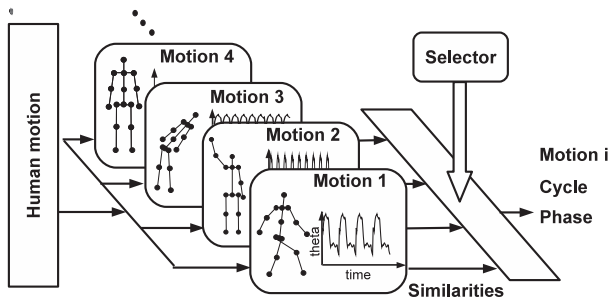 Human motion
Motion 4
Motion 3
Motion 2
Motion 1
theta
time
Selector
Similarities
Motion i
Cycle
Phase